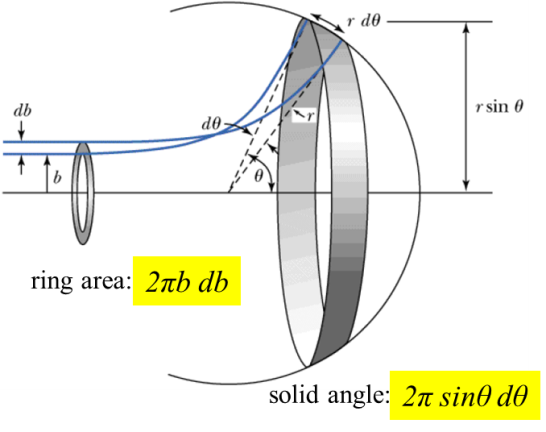 r dθ
db
dθ
r
r sin θ
b
θ
ring area: 2πb db
solid angle: 2π sinθ dθ